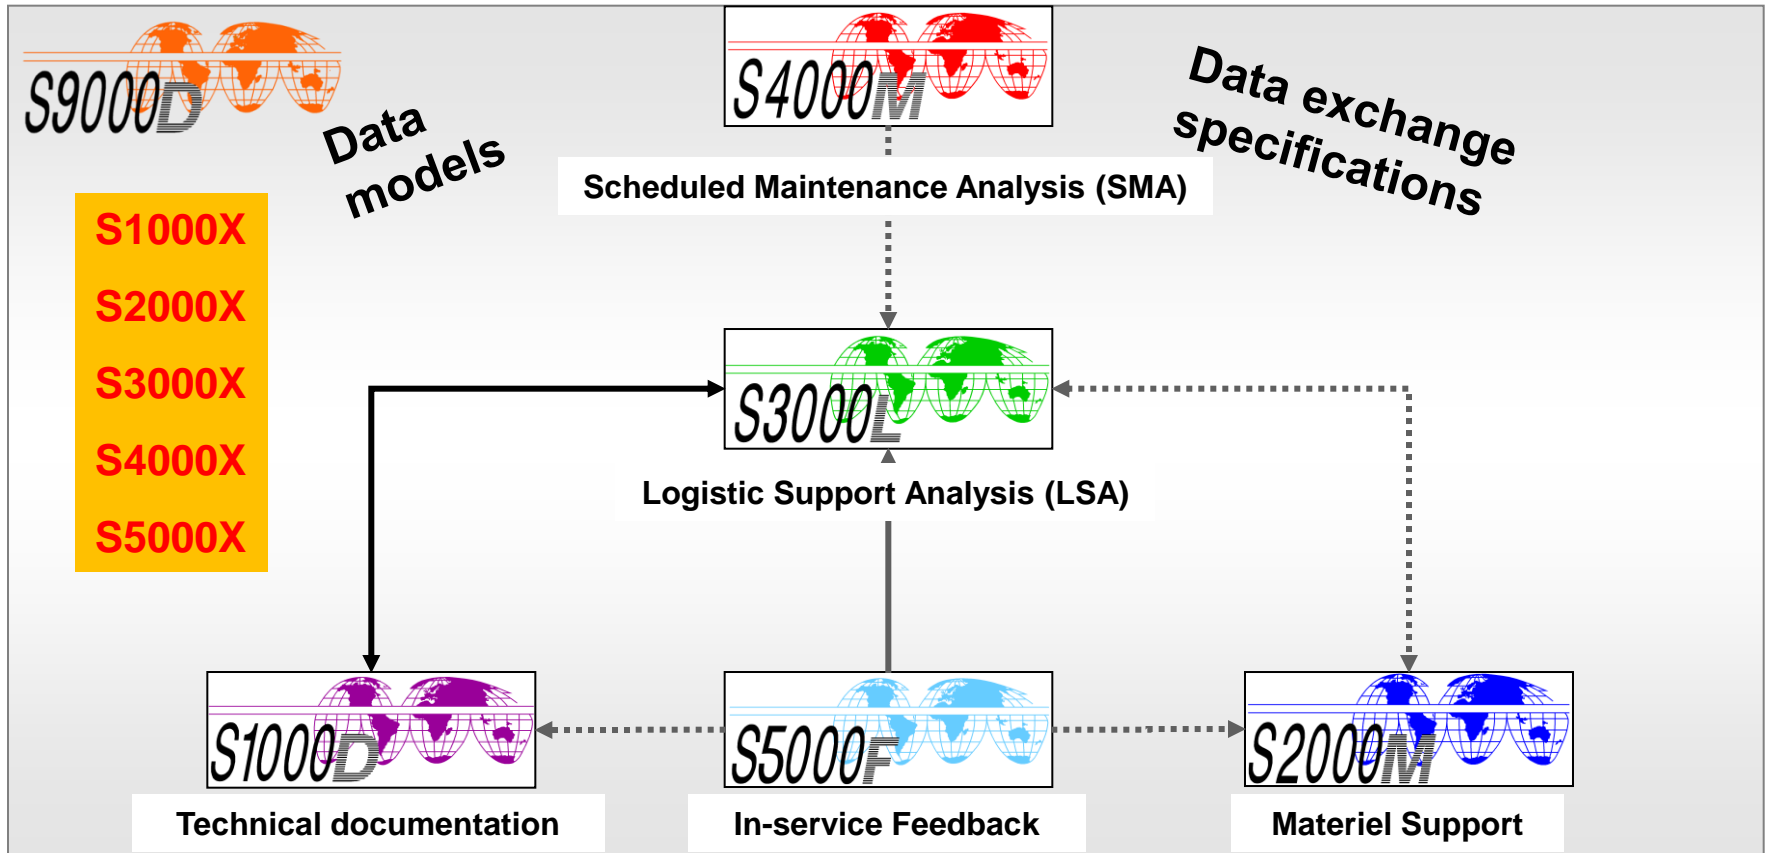 S9000D
Data
models
S4000M
Data exchange
specifications
Scheduled Maintenance Analysis (SMA)
S1000X
S2000X
S3000X
S4000X
S5000X
S3000L
Logistic Support Analysis (LSA)
S1000D
S5000F
S2000M
Technical documentation
In-service Feedback
Materiel Support